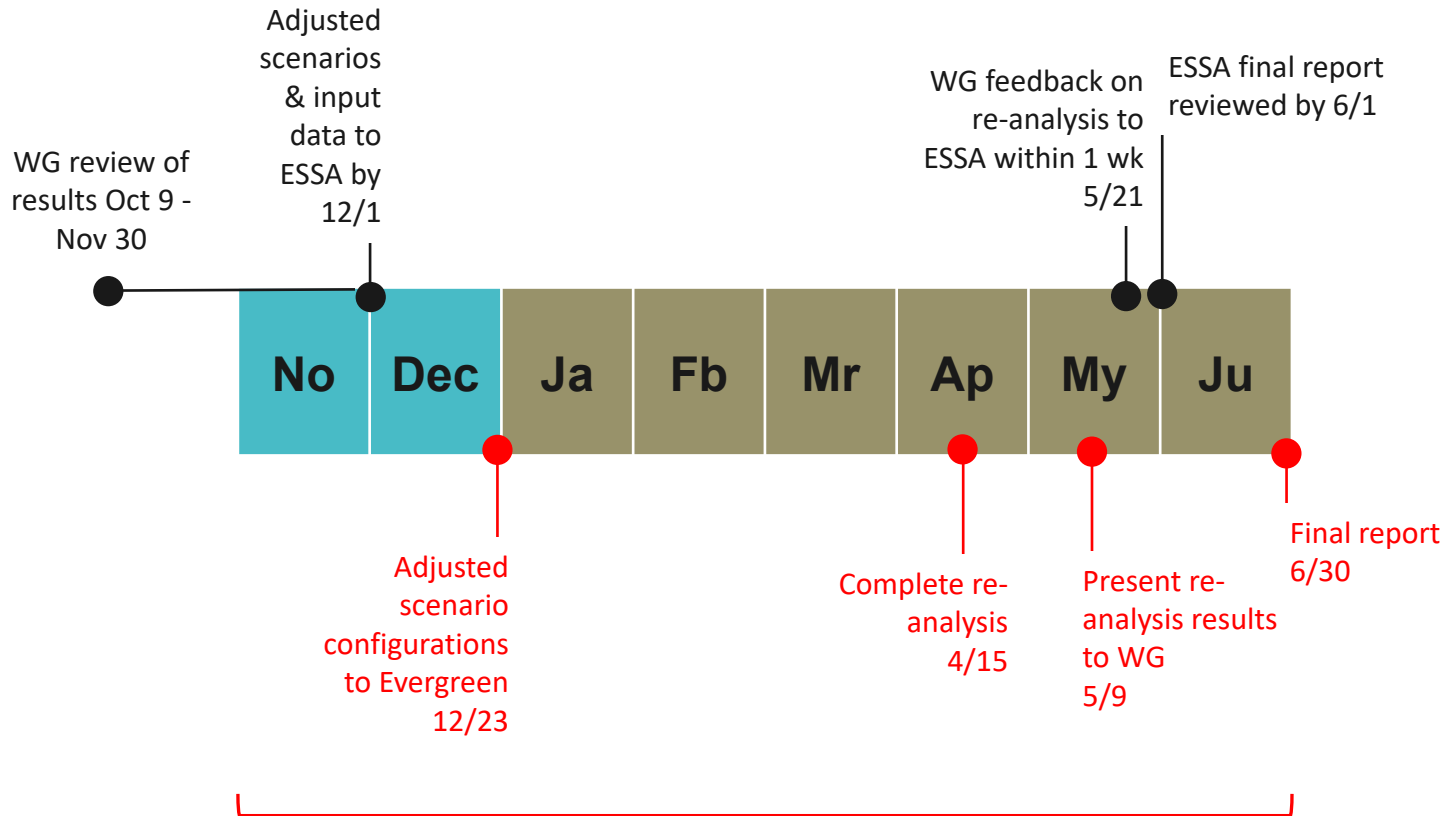 Adjusted
scenarios
& input
data to
ESSA by
12/1
WG review of
results Oct 9 -
Nov 30
WG feedback on
re-analysis to
ESSA within 1 wk
5/21
ESSA final report
reviewed by 6/1
No
Dec
Ja
Fb
Mr
Ap
My
Ju
Adjusted
scenario
configurations
to Evergreen
12/23
Complete re-
analysis
4/15
Present re-
analysis results
to WG
5/9
Final report
6/30